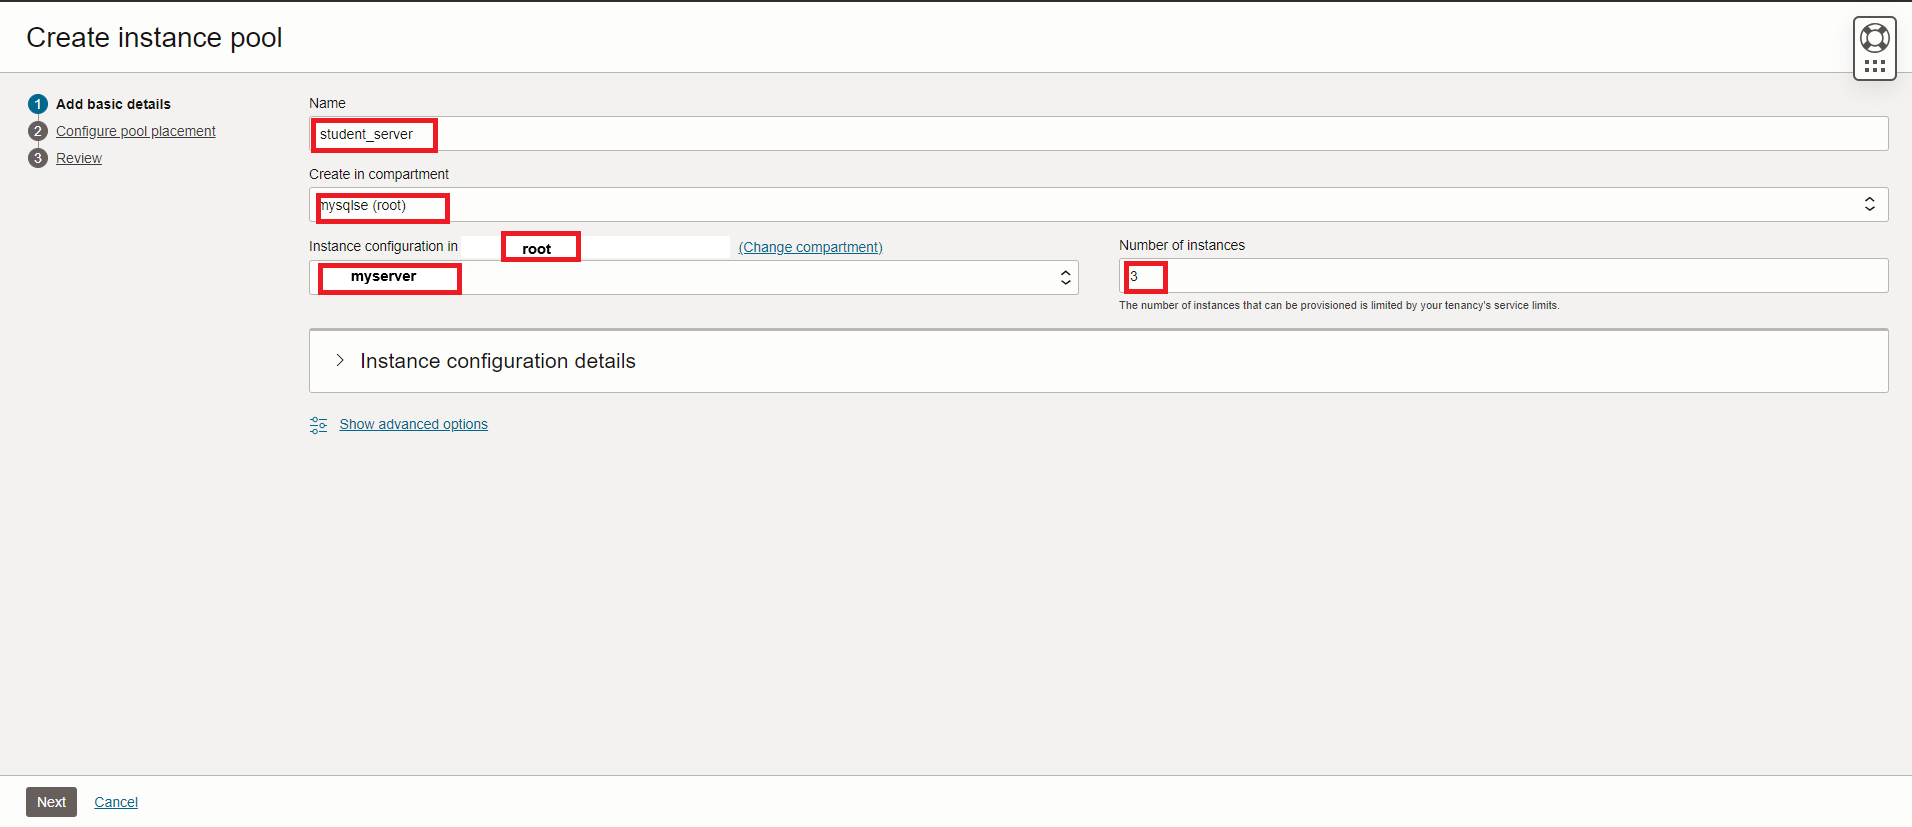 Create instance pool
1 Add basic details
2 Configure pool placement
3 Review
Name
student_server
Create in compartment
mysqlse (root)
Instance configuration in root (Change compartment)
myserver
Number of instances
3
The number of instances that can be provisioned is limited by your tenancy's service limits.
Instance configuration details
Show advanced options
Next Cancel